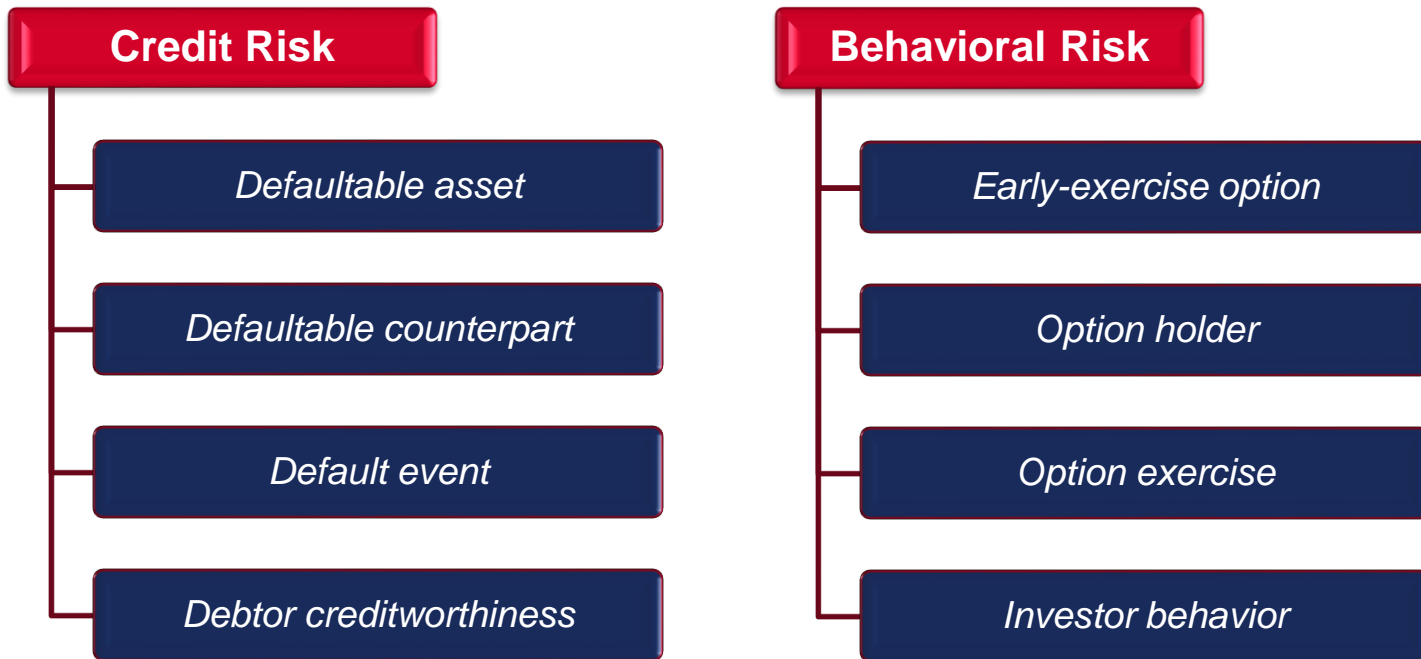 Credit Risk
Defaultable asset
Defaultable counterpart
Default event
Debtor creditworthiness
Behavioral Risk
Early-exercise option
Option holder
Option exercise
Investor behavior